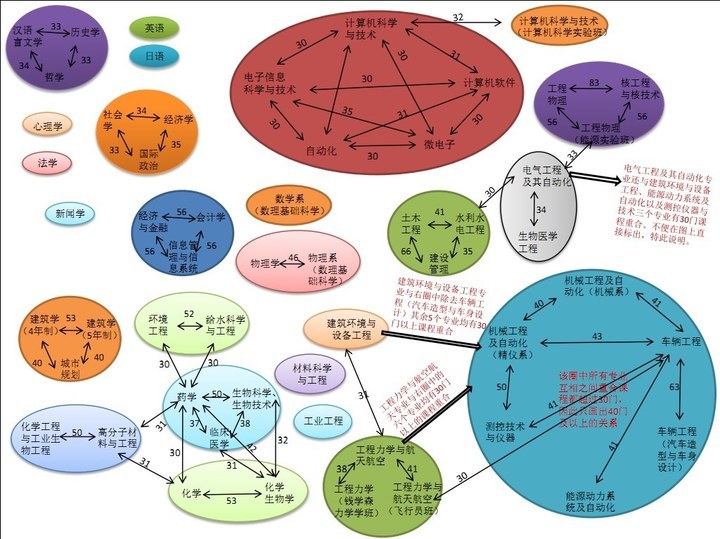 汉语
言文学
33
历史学
34
33
哲学
英语
日语
计算机科学
与技术
32
计算机科学与技术
(计算机科学实验班)
30
31
30
电子信息
科学与技术
30
计算机软件
35
31
30
30
自动化
30
微电子
工程
物理
83
核工程
与核技术
56
56
工程物理
(能源实验班)
33
心理学
法学
新闻学
社会
学
34
经济学
33
35
国际
政治
电气工程
及其自动化
34
生物医学
工程
30
电气工程及其自动化专
业还与建筑环境与设备
工程、能源动力系统及
自动化以及测控仪器与
技术三个专业有30门课
程重合。不便在图上直
接标出,特此说明。
经济
与金融
56
会计学
56
56
信息管
理与信
息系统
数学系
(数理基础科学)
物理学
46
物理系
(数理基
础科学)
土木
工程
41
水利水
电工程
66
35
建设
管理
建筑环境与设备工程专
业与右圈中除去车辆工
程(汽车造型与车身设
计)其余5个专业均有30
门以上课程重合
建筑学
(4年制)
53
建筑学
(5年制)
40
40
城市
规划
环境
工程
52
给水科学
与工程
30
30
建筑环境与
设备工程
31
材料科学
与工程
工业工程
药学
50
生物科学、
生物技术
37
38
临床
医学
42
32
31
30
31
31
化学工程
与工业生
物工程
50
高分子材
料与工程
化学
53
化学
生物学
工程力学与航空航
天专业与右圈中的
六个专业均有30门
以上的课程重合
工程力学与航
天航空
38
41
工程力学
(钱学森
力学班)
工程力学与
航天航空
(飞行员班)
30
机械工程及自
动化(机械系)
40
41
机械工程
及自动化
(精仪系)
43
车辆工程
50
该圈中所有专业
互相之间重合课
程都超过30门,
因此只画出40门
及以上的关系
63
41
41
测控技术
与仪器
车辆工程
(汽车造
型与车身
设计)
能源动力系
统及自动化